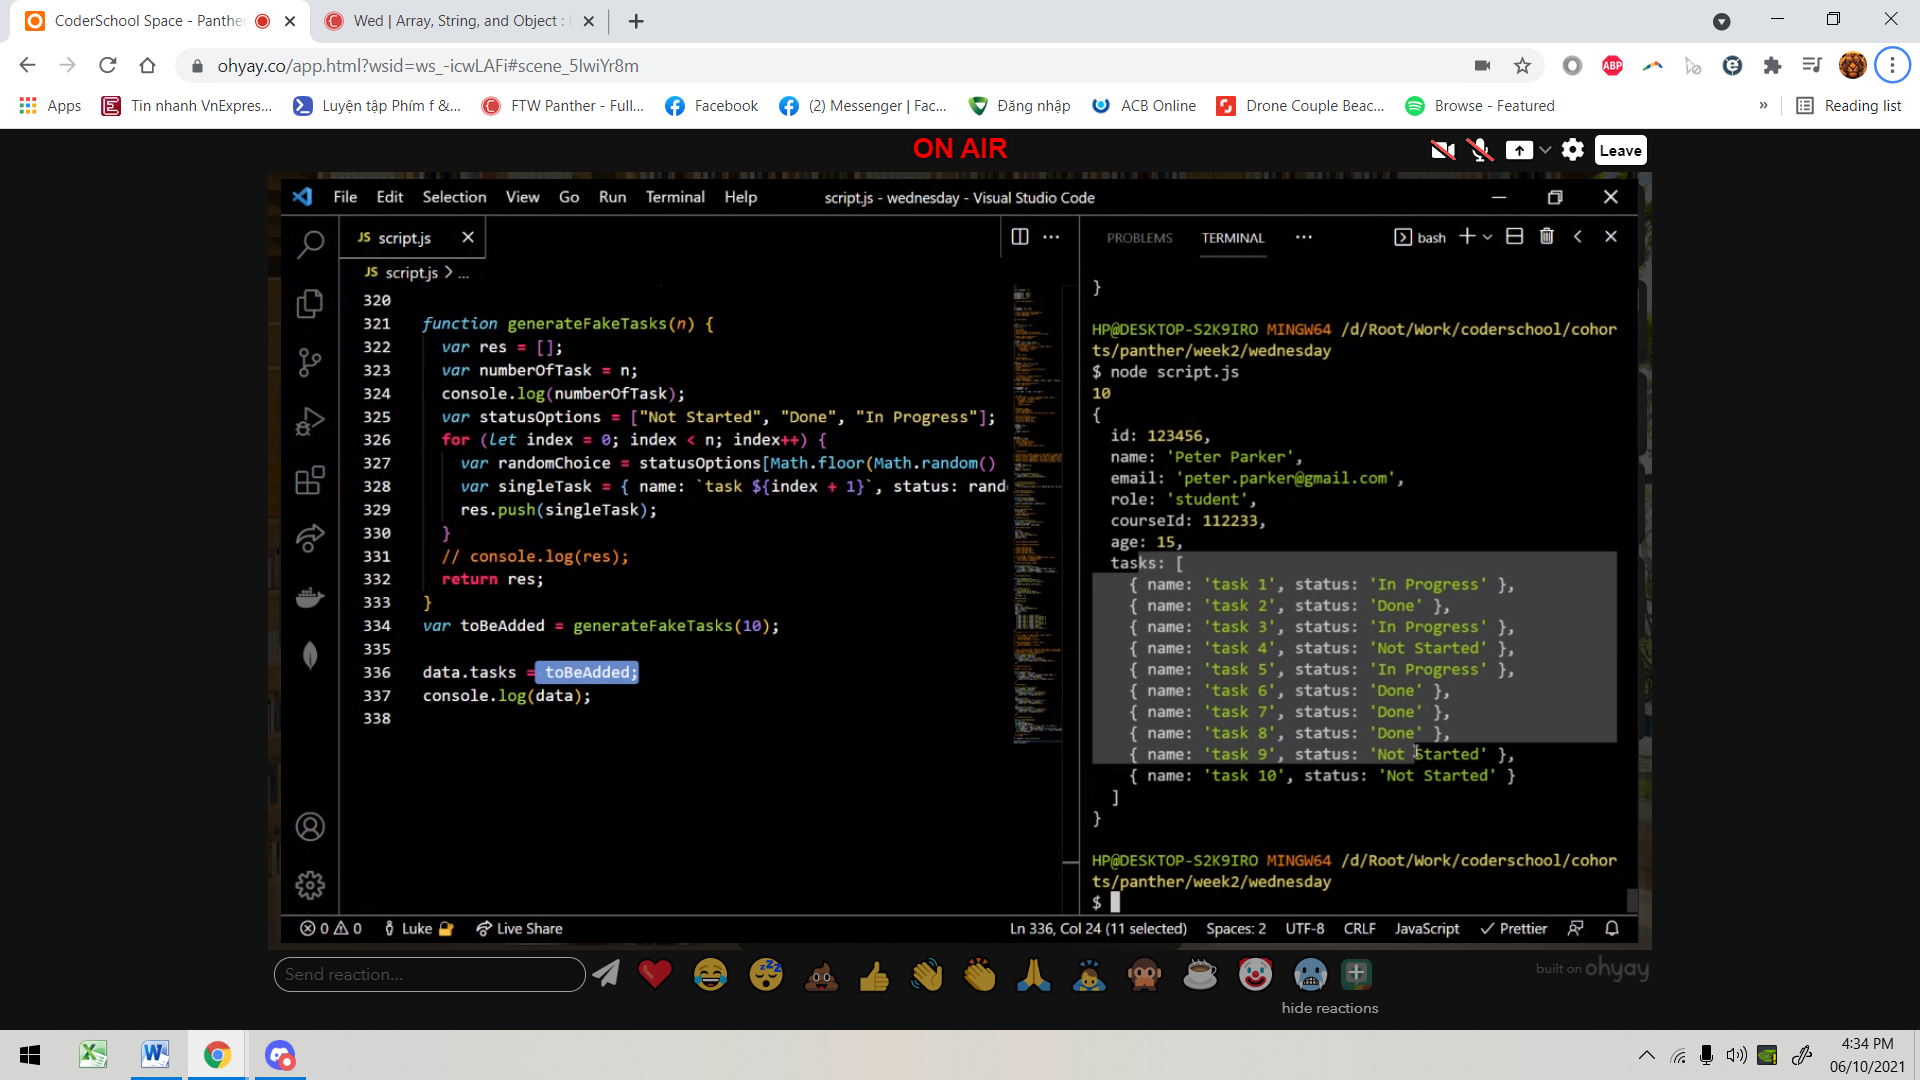 CoderSchool Space - Panthe
Wed | Array, String, and Object :
ohyay.co/app.html?wsid=ws_-icwLAFi#scene_5IwiYr8m
ABP
Apps
Tin nhanh VnExpres...
Luyện tập Phím f &...
FTW Panther - Full...
Facebook
(2) Messenger | Fac...
Đăng nhập
ACB Online
Drone Couple Beac...
Browse - Featured
»
Reading list
ON AIR
Leave
File Edit Selection View Go Run Terminal Help
script.js - wednesday - Visual Studio Code
JS script.js
JS script.js > ...
320
321 function generateFakeTasks(n) {
322 var res = [];
323 var numberOfTask = n;
324 console.log(numberOfTask);
325 var statusOptions = ["Not Started", "Done", "In Progress"];
326 for (let index = 0; index < n; index++) {
327 var randomChoice = statusOptions[Math.floor(Math.random()
328 var singleTask = { name: `task ${index + 1}`, status: rand
329 res.push(singleTask);
330 }
331 // console.log(res);
332 return res;
333 }
334 var toBeAdded = generateFakeTasks(10);
335
336 data.tasks = toBeAdded;
337 console.log(data);
338
PROBLEMS TERMINAL ... bash
}
HP@DESKTOP-S2K9IRO MINGW64 /d/Root/Work/coderschool/cohor
ts/panther/week2/wednesday
$ node script.js
10
{
id: 123456,
name: 'Peter Parker',
email: 'peter.parker@gmail.com',
role: 'student',
courseId: 112233,
age: 15,
tasks: [
{ name: 'task 1', status: 'In Progress' },
{ name: 'task 2', status: 'Done' },
{ name: 'task 3', status: 'In Progress' },
{ name: 'task 4', status: 'Not Started' },
{ name: 'task 5', status: 'In Progress' },
{ name: 'task 6', status: 'Done' },
{ name: 'task 7', status: 'Done' },
{ name: 'task 8', status: 'Done' },
{ name: 'task 9', status: 'Not Started' },
{ name: 'task 10', status: 'Not Started' }
]
}
HP@DESKTOP-S2K9IRO MINGW64 /d/Root/Work/coderschool/cohor
ts/panther/week2/wednesday
$
0 0 Luke Live Share
Ln 336, Col 24 (11 selected) Spaces: 2 UTF-8 CRLF JavaScript Prettier
Send reaction...
hide reactions
built on ohyay
4:34 PM
06/10/2021